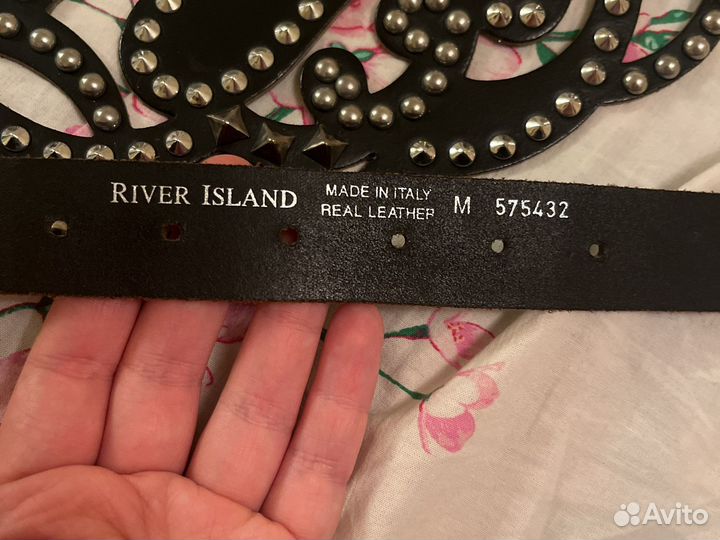 RIVER ISLAND
MADE IN ITALY
REAL LEATHER
M 575432
Avito